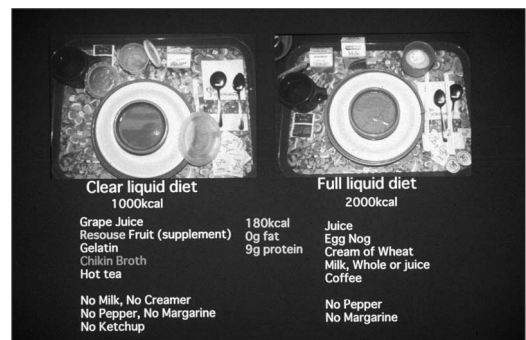 Clear liquid diet
1000kcal
Grape Juice
Resouse Fruit (supplement)
Gelatin
Chikin Broth
Hot tea
No Milk, No Creamer
No Pepper, No Margarine
No Ketchup
180kcal
0g fat
9g protein
Full liquid diet
2000kcal
Juice
Egg Nog
Cream of Wheat
Milk, Whole or juice
Coffee
No Pepper
No Margarine